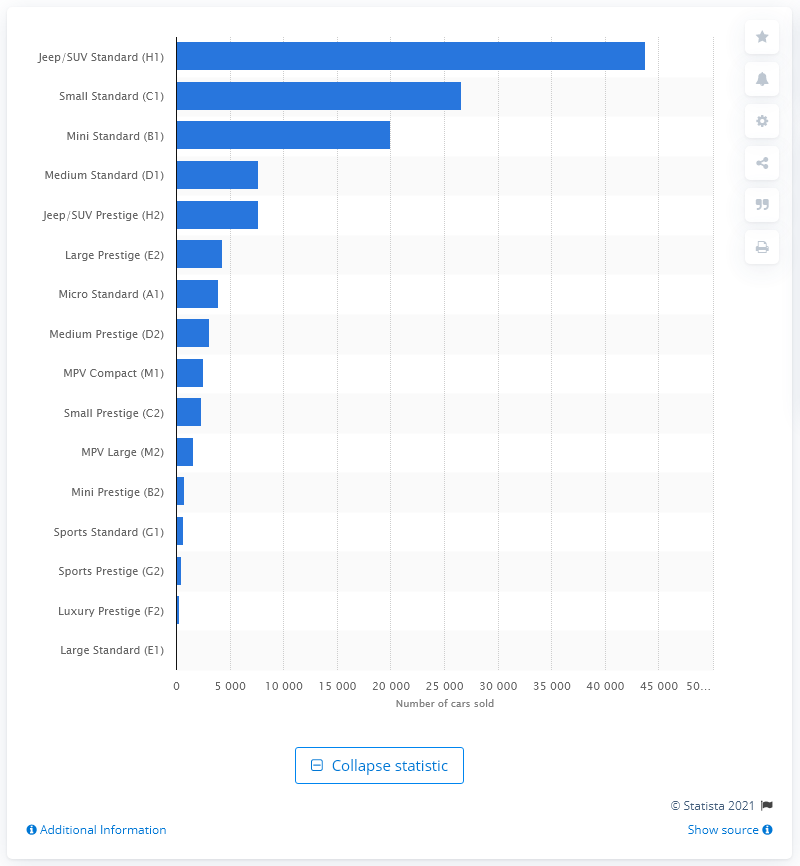 Jeep/SUV Standard (H1)
Small Standard (C1)
Mini Standard (B1)
Medium Standard (D1)
Jeep/SUV Prestige (H2)
Large Prestige (E2)
Micro Standard (A1)
Medium Prestige (D2)
MPV Compact (M1)
Small Prestige (C2)
MPV Large (M2)
Mini Prestige (B2)
Sports Standard (G1)
Sports Prestige (G2)
Luxury Prestige (F2)
Large Standard (E1)
0 5 000 10 000 15 000 20 000 25 000 30 000 35 000 40 000 45 000 50…
Number of cars sold
Collapse statistic
© Statista 2021
Additional Information Show source